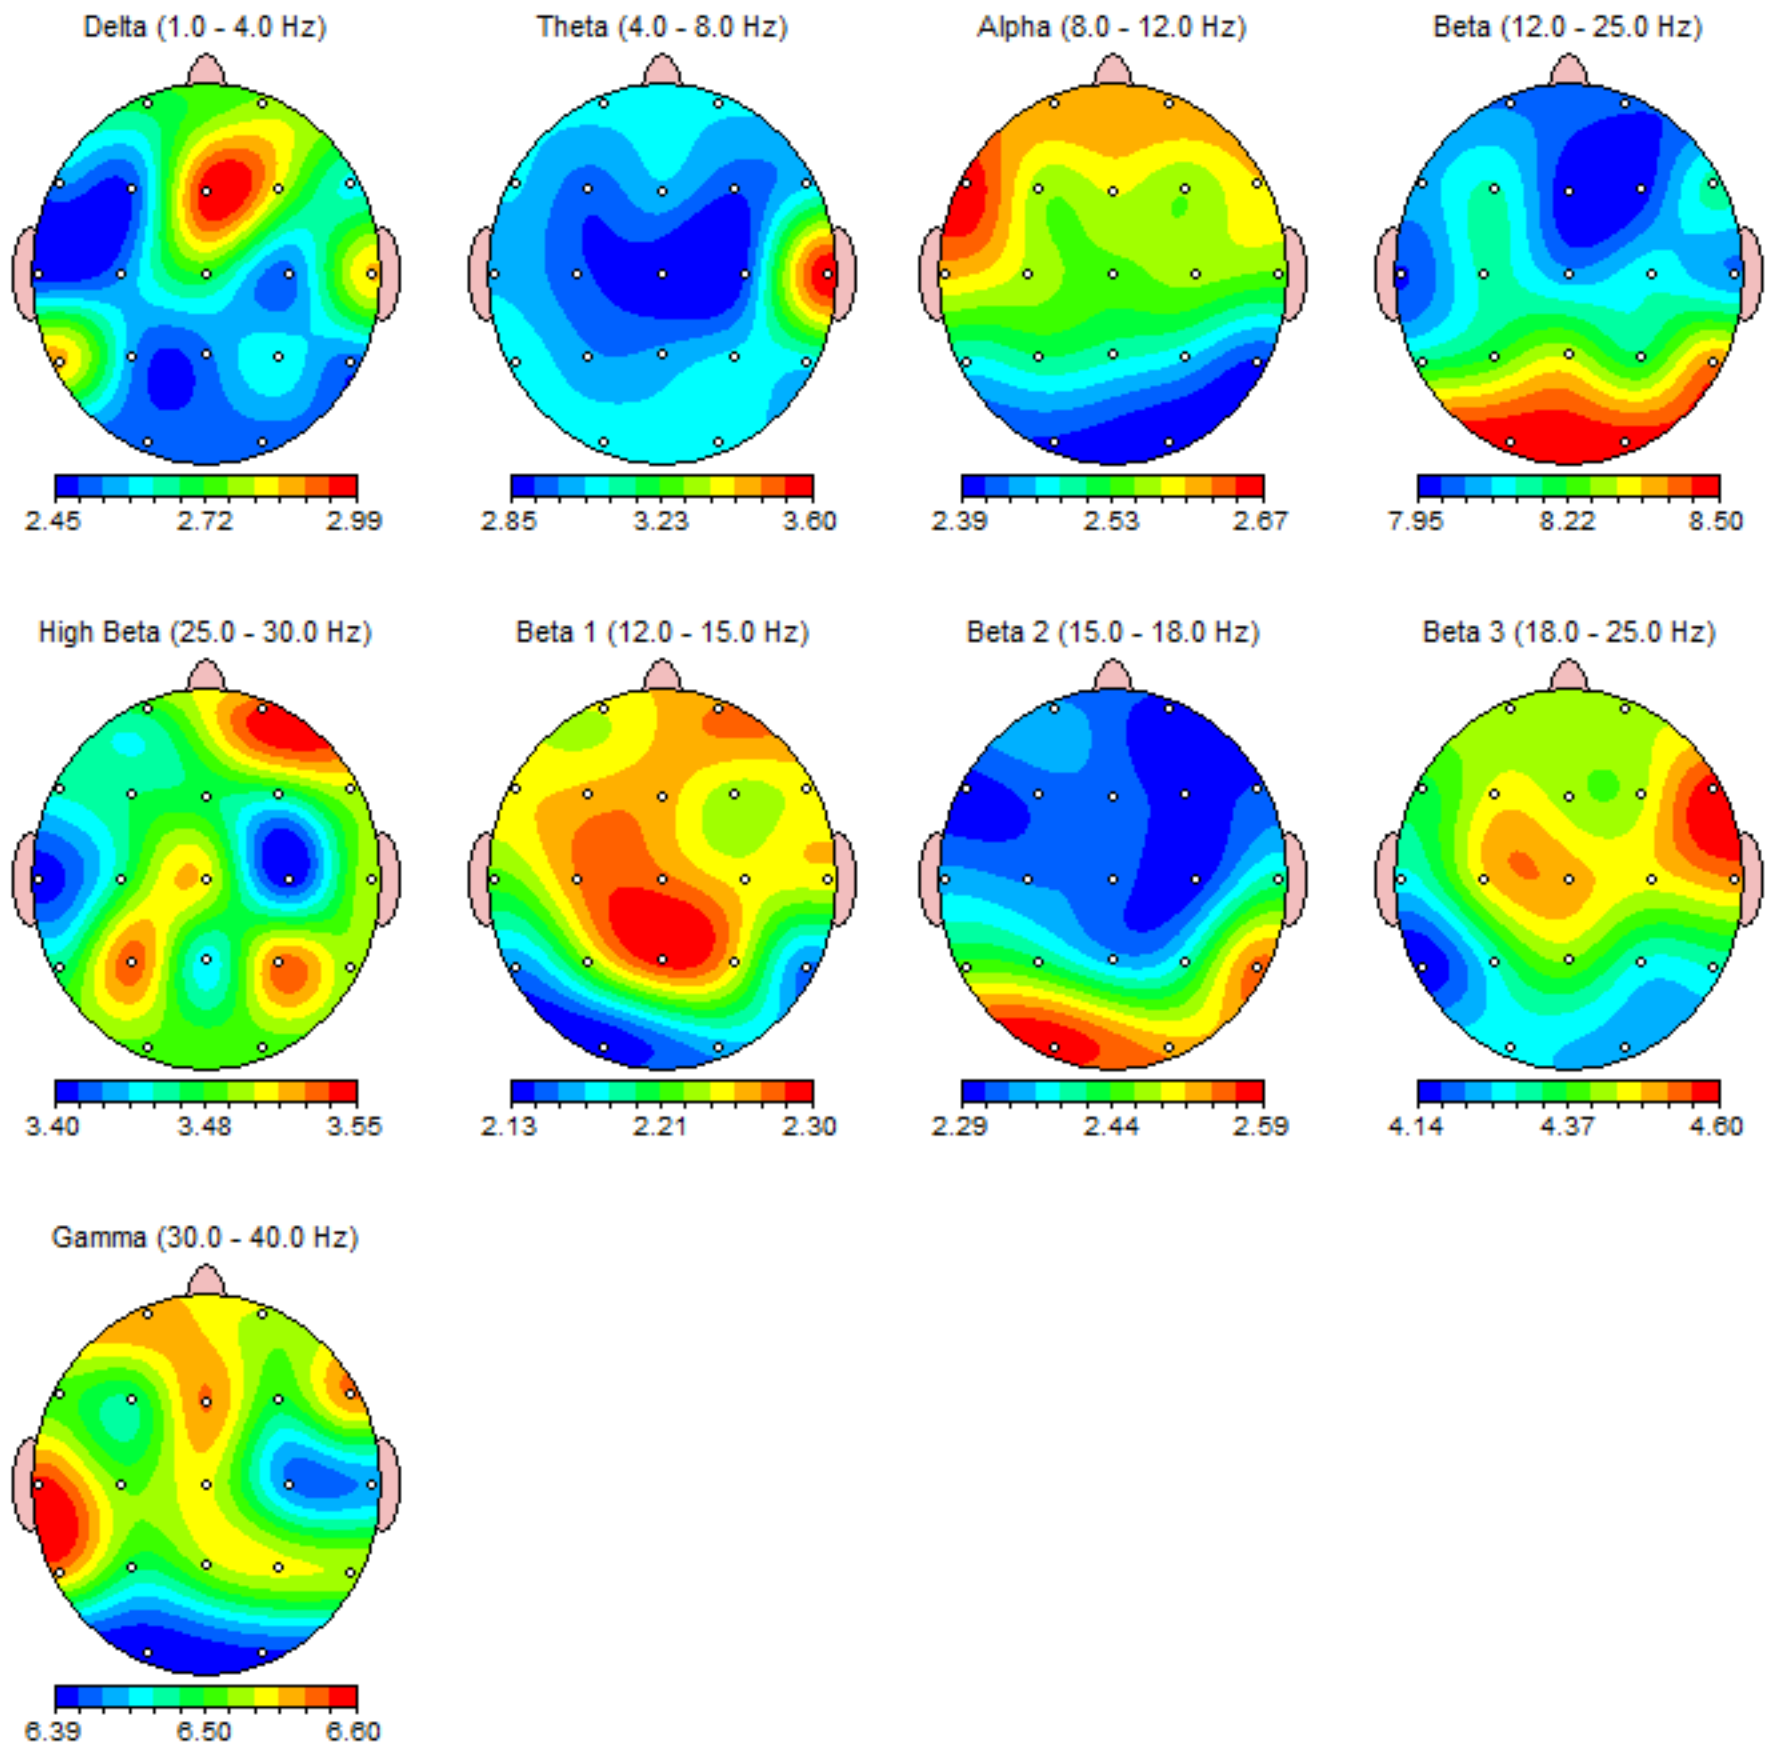 Delta (1.0 - 4.0 Hz)
Theta (4.0 - 8.0 Hz)
Alpha (8.0 - 12.0 Hz)
Beta (12.0 - 25.0 Hz)
2.45 2.72 2.99
2.85 3.23 3.60
2.39 2.53 2.67
7.95 8.22 8.50
High Beta (25.0 - 30.0 Hz)
Beta 1 (12.0 - 15.0 Hz)
Beta 2 (15.0 - 18.0 Hz)
Beta 3 (18.0 - 25.0 Hz)
3.40 3.48 3.55
2.13 2.21 2.30
2.29 2.44 2.59
4.14 4.37 4.60
Gamma (30.0 - 40.0 Hz)
6.39 6.50 6.60